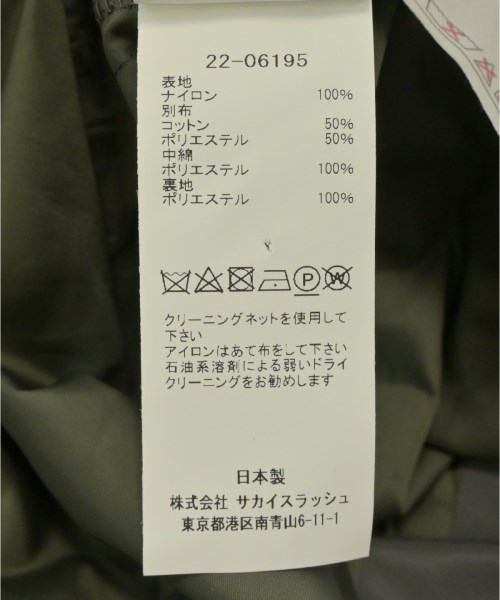 22-06195
表地
ナイロン 100%
別布
コットン 50%
ポリエステル 50%
中綿
ポリエステル 100%
裏地
ポリエステル 100%
P W
クリーニングネットを使用して
下さい
アイロンはあて布をして下さい
石油系溶剤による弱いドライ
クリーニングをお勧めします
日本製
株式会社 サカイスラッシュ
東京都港区南青山6-11-1